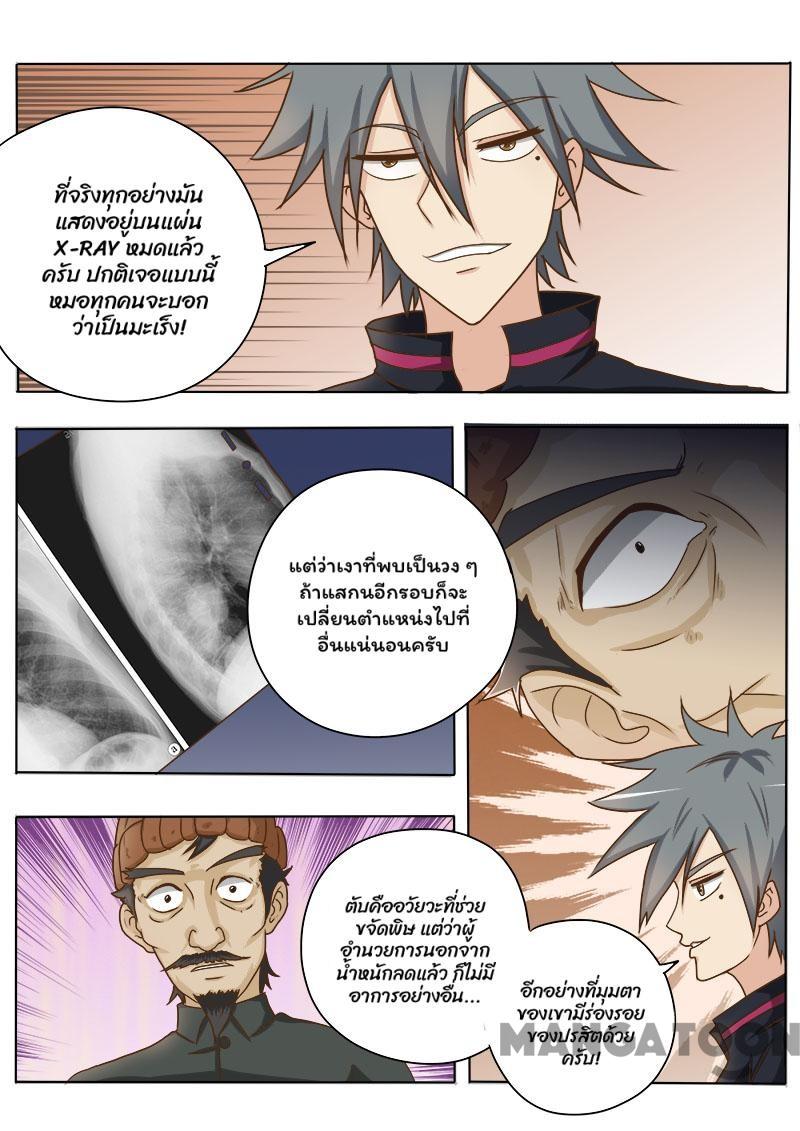 ที่จริงทุกอย่างมัน
แสดงอยู่บนแผ่น
X-RAY หมดแล้ว
ครับ ปกติเจอแบบนี้
หมอทุกคนจะบอก
ว่าเป็นมะเร็ง!
แต่ว่าเงาที่พบเป็นวง ๆ
ถ้าแสกนอีกรอบก็จะ
เปลี่ยนตำแหน่งไปที่
อื่นแน่นอนครับ
ตับคืออวัยวะที่ช่วย
ขจัดพิษ แต่ว่าผู้
อำนวยการนอกจาก
น้ำหนักลดแล้ว ก็ไม่มี
อาการอย่างอื่น...
อีกอย่างที่มุมตา
ของเขามีร่องรอย
ของปรสิตด้วย
ครับ!
MANGATOON